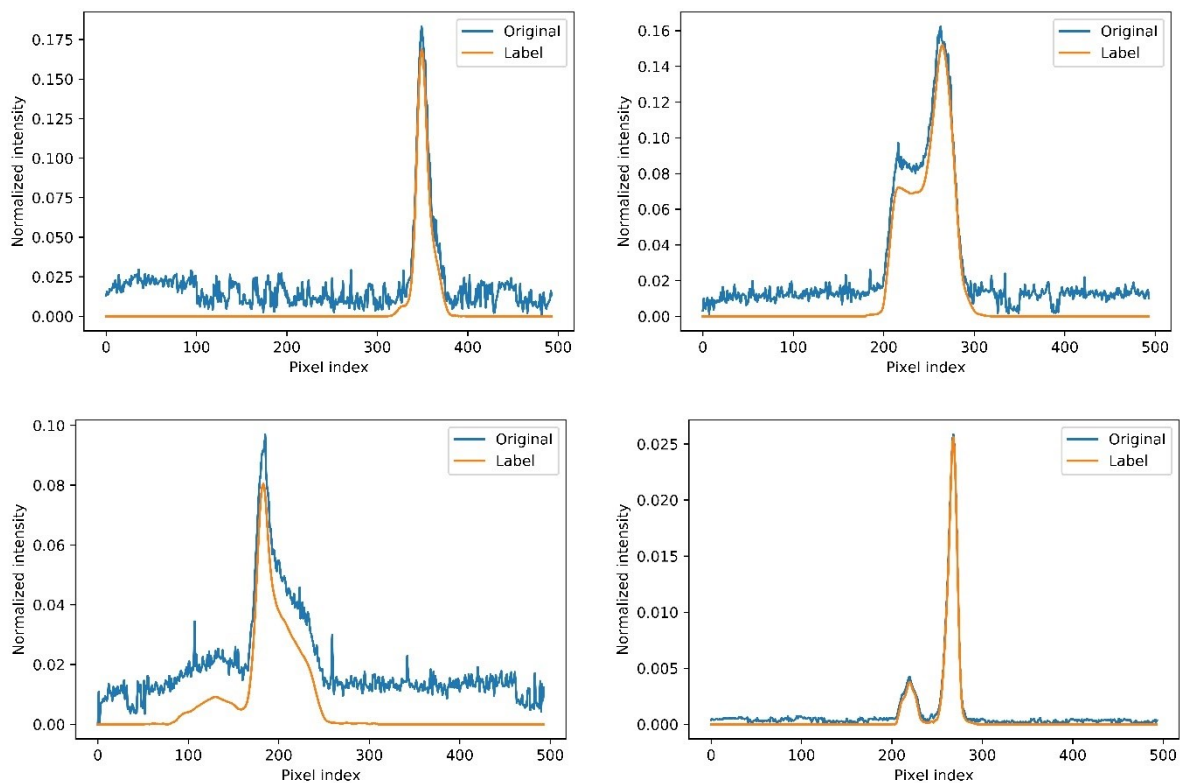 Original
Label
0.175
0.150
0.125
0.100
0.075
0.050
0.025
0.000
Normalized intensity
0 100 200 300 400 500
Pixel index
Original
Label
0.16
0.14
0.12
0.10
0.08
0.06
0.04
0.02
0.00
Normalized intensity
0 100 200 300 400 500
Pixel index
Original
Label
0.10
0.08
0.06
0.04
0.02
0.00
Normalized intensity
0 100 200 300 400 500
Pixel index
Original
Label
0.025
0.020
0.015
0.010
0.005
0.000
Normalized intensity
0 100 200 300 400 500
Pixel index